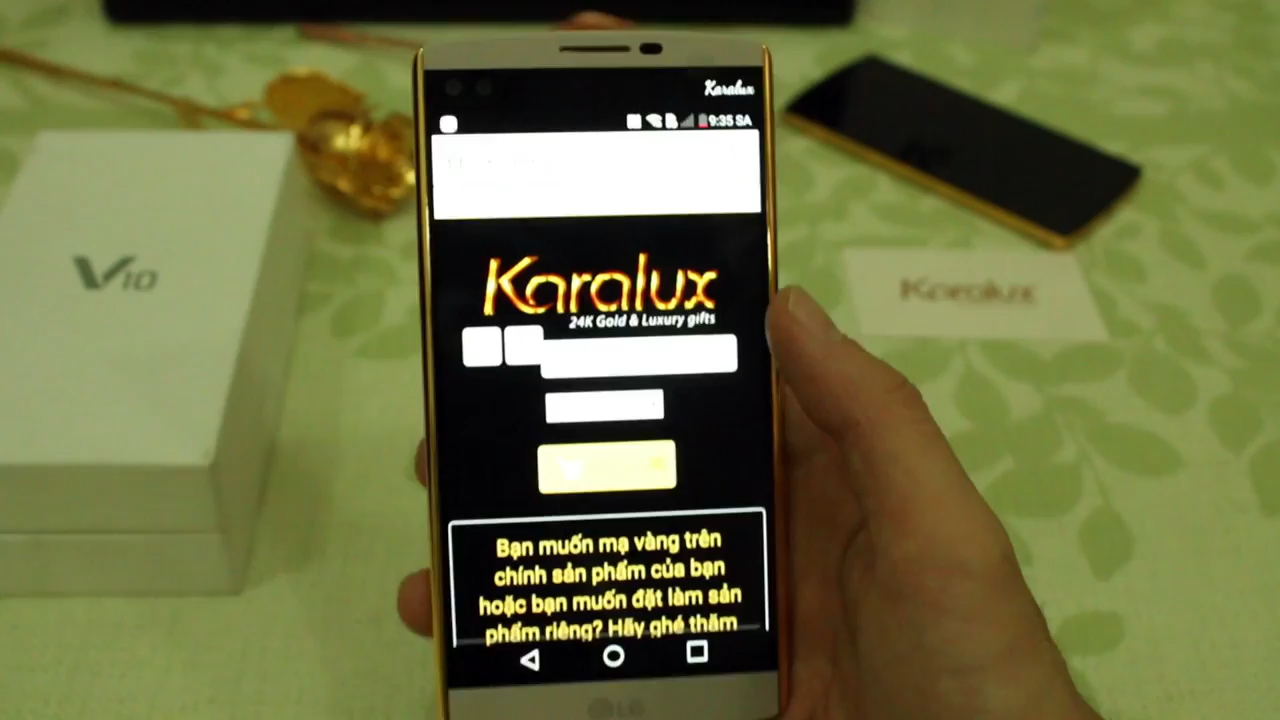 Karalux
9:35 SA
V10
Karalux
24K Gold & Luxury gifts
Karalux
Bạn muốn mạ vàng trên
chính sản phẩm của bạn
hoặc bạn muốn đặt làm sản
phẩm riêng? Hãy ghé thăm
LG